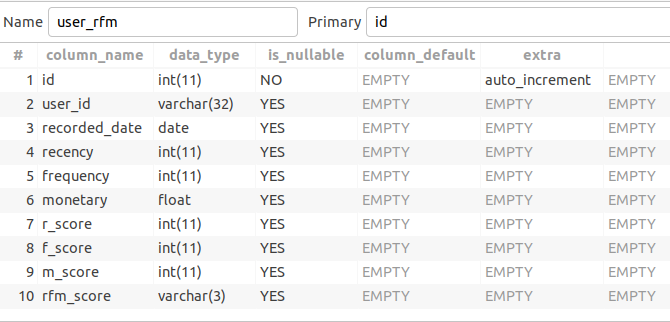 Name user_rfm Primary id
# column_name data_type is_nullable column_default extra
1 id int(11) NO EMPTY auto_increment EMPTY
2 user_id varchar(32) YES EMPTY EMPTY EMPTY
3 recorded_date date YES EMPTY EMPTY EMPTY
4 recency int(11) YES EMPTY EMPTY EMPTY
5 frequency int(11) YES EMPTY EMPTY EMPTY
6 monetary float YES EMPTY EMPTY EMPTY
7 r_score int(11) YES EMPTY EMPTY EMPTY
8 f_score int(11) YES EMPTY EMPTY EMPTY
9 m_score int(11) YES EMPTY EMPTY EMPTY
10 rfm_score varchar(3) YES EMPTY EMPTY EMPTY